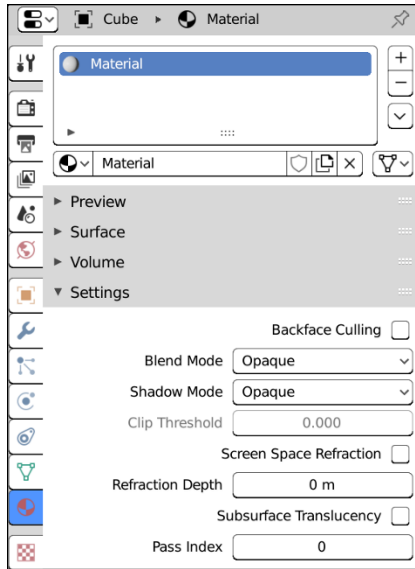 Cube Material
Material
Material
Preview
Surface
Volume
Settings
Backface Culling
Blend Mode Opaque
Shadow Mode Opaque
Clip Threshold 0.000
Screen Space Refraction
Refraction Depth 0 m
Subsurface Translucency
Pass Index 0